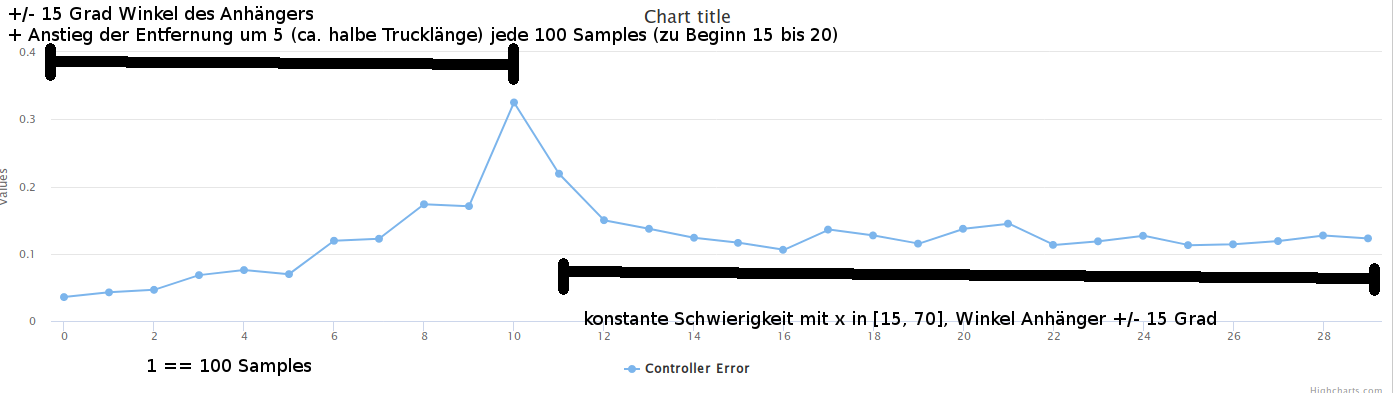 +/- 15 Grad Winkel des Anhängers
Chart title
+ Anstieg der Entfernung um 5 (ca. halbe Trucklänge) jede 100 Samples (zu Beginn 15 bis 20)
0.4
0.3
0.2
0.1
0
Values
konstante Schwierigkeit mit x in [15, 70], Winkel Anhänger +/- 15 Grad
0 2 4 6 8 10 12 14 16 18 20 22 24 26 28
1 == 100 Samples
Controller Error
Highcharts.com